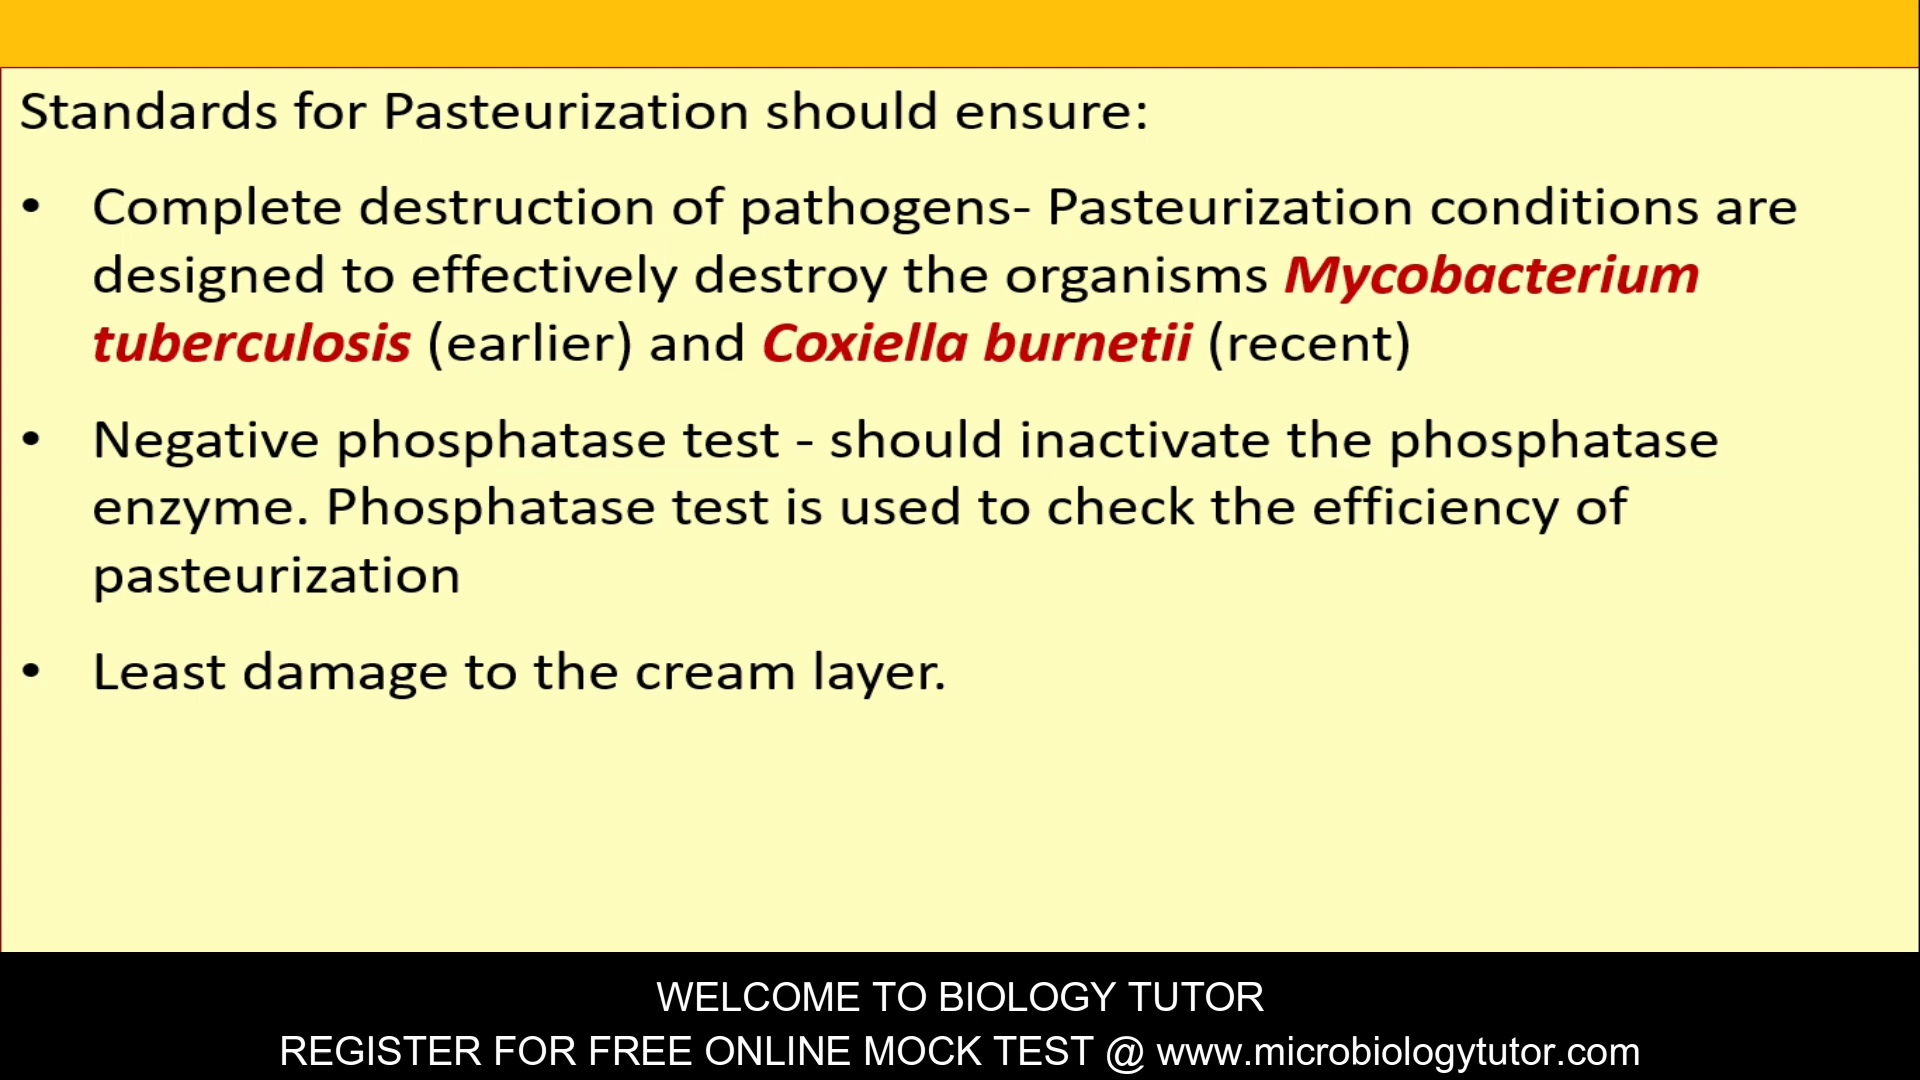 Standards for Pasteurization should ensure:
• Complete destruction of pathogens- Pasteurization conditions are
designed to effectively destroy the organisms Mycobacterium
tuberculosis (earlier) and Coxiella burnetii (recent)
• Negative phosphatase test - should inactivate the phosphatase
enzyme. Phosphatase test is used to check the efficiency of
pasteurization
• Least damage to the cream layer.
WELCOME TO BIOLOGY TUTOR
REGISTER FOR FREE ONLINE MOCK TEST @ www.microbiologytutor.com